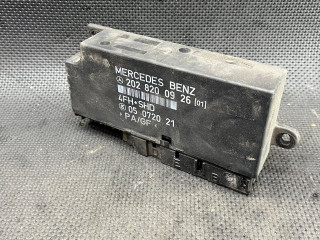 MERCEDES BENZ
202 820 09 26 [01]
4FH+SHD
05 0720 21
• PA/GF •